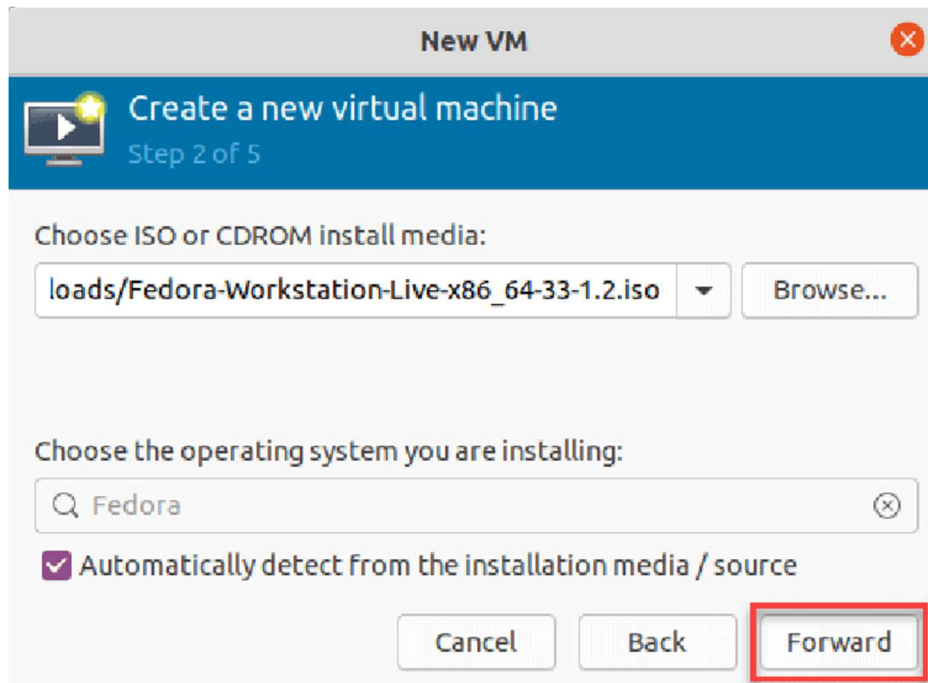 New VM
Create a new virtual machine
Step 2 of 5
Choose ISO or CDROM install media:
loads/Fedora-Workstation-Live-x86_64-33-1.2.iso
Browse...
Choose the operating system you are installing:
Fedora
Automatically detect from the installation media / source
Cancel Back Forward